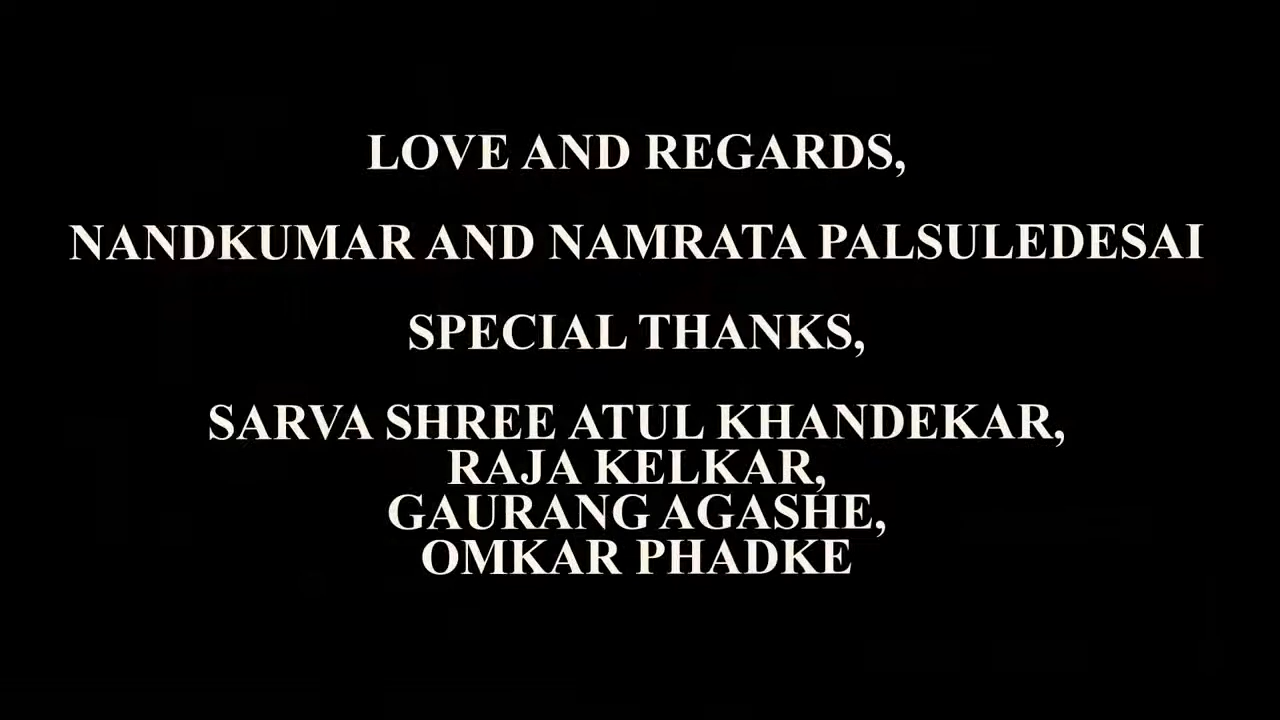 LOVE AND REGARDS,
NANDKUMAR AND NAMRATA PALSULEDESAI
SPECIAL THANKS,
SARVA SHREE ATUL KHANDEKAR,
RAJA KELKAR,
GAURANG AGASHE,
OMKAR PHADKE